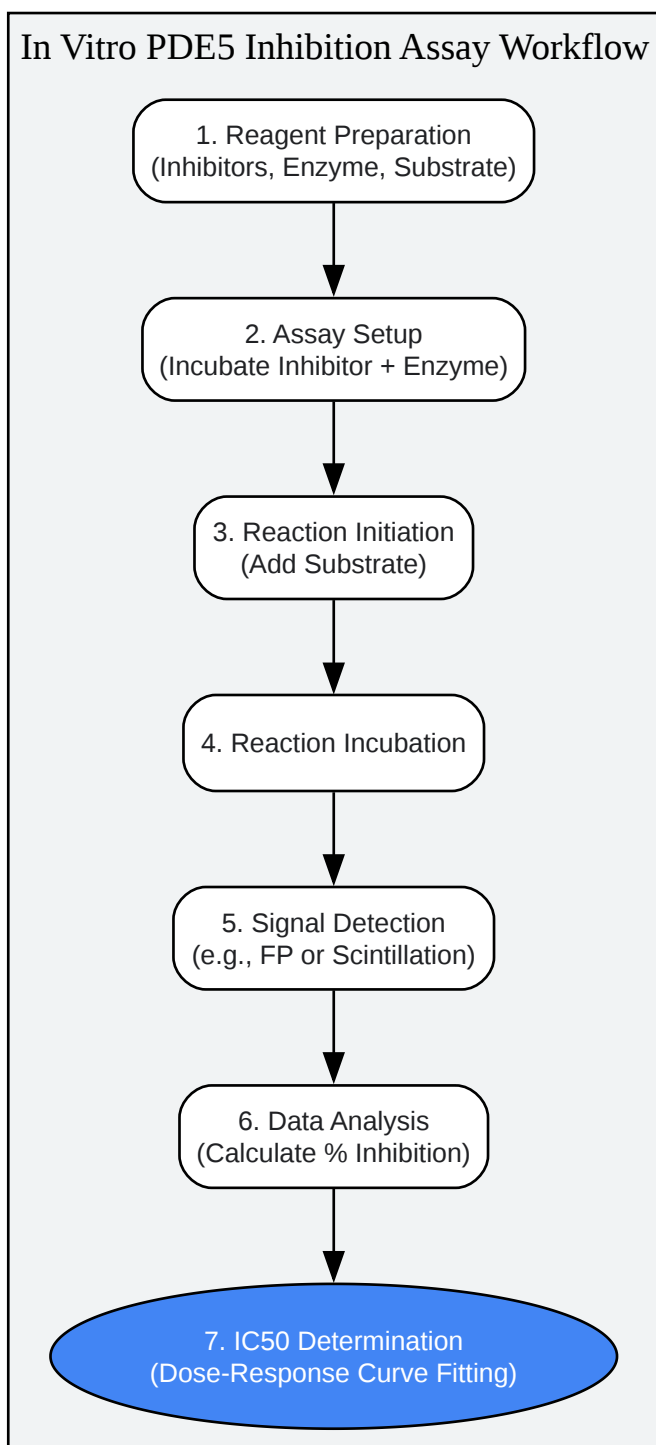 In Vitro PDE5 Inhibition Assay Workflow
1. Reagent Preparation
(Inhibitors, Enzyme, Substrate)
2. Assay Setup
(Incubate Inhibitor + Enzyme)
3. Reaction Initiation
(Add Substrate)
4. Reaction Incubation
5. Signal Detection
(e.g., FP or Scintillation)
6. Data Analysis
(Calculate % Inhibition)
7. IC50 Determination
(Dose-Response Curve Fitting)